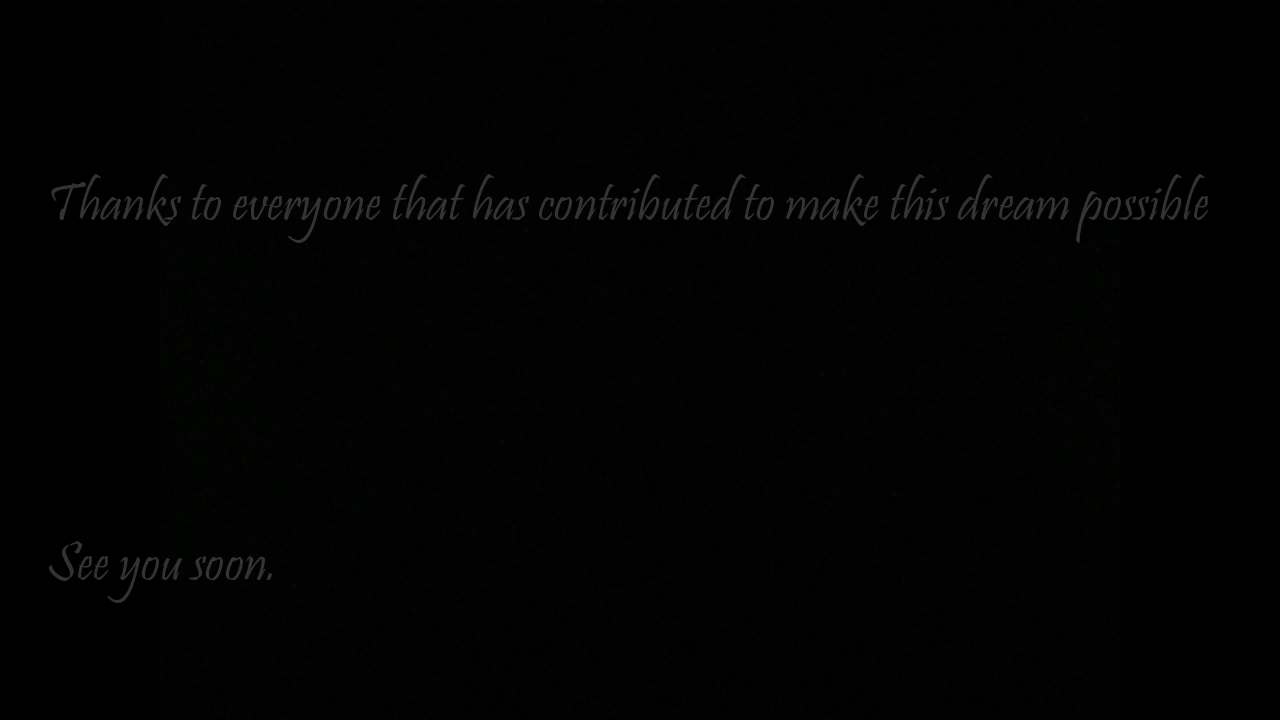 Thanks to everyone that has contributed to make this dream possible
See you soon.